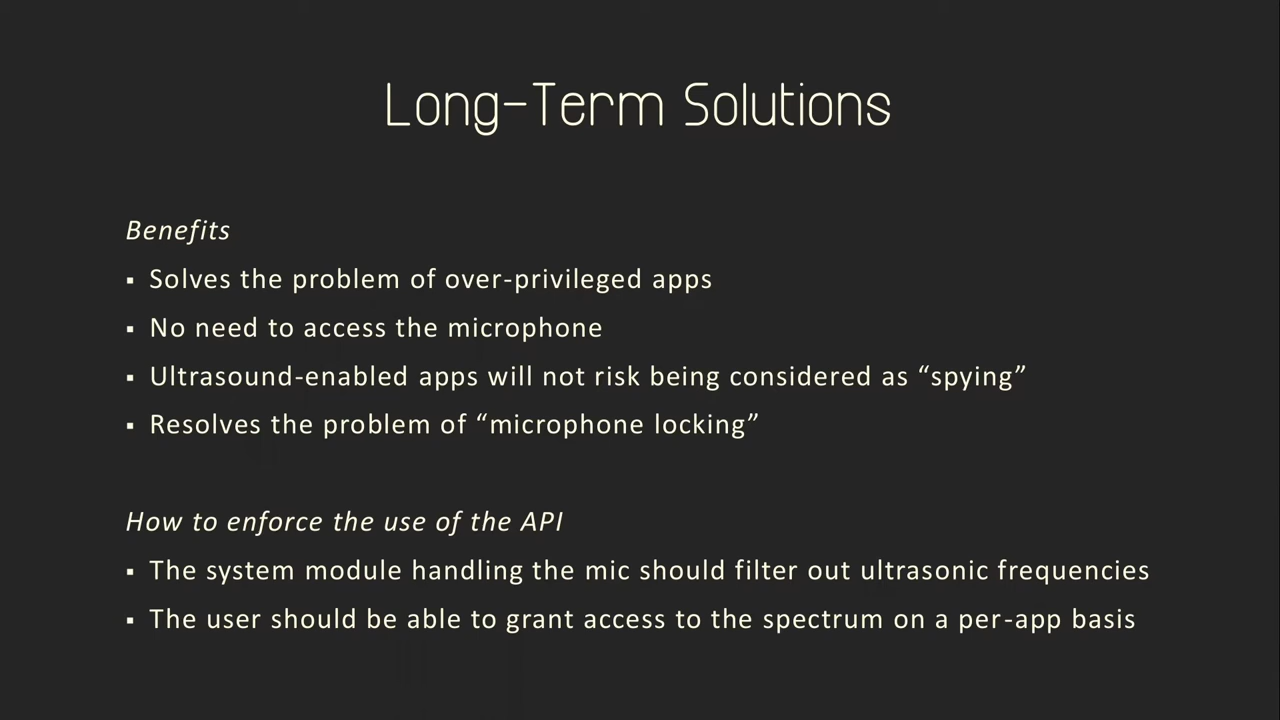 Long-Term Solutions
Benefits
▪ Solves the problem of over-privileged apps
▪ No need to access the microphone
▪ Ultrasound-enabled apps will not risk being considered as “spying”
▪ Resolves the problem of “microphone locking”
How to enforce the use of the API
▪ The system module handling the mic should filter out ultrasonic frequencies
▪ The user should be able to grant access to the spectrum on a per-app basis